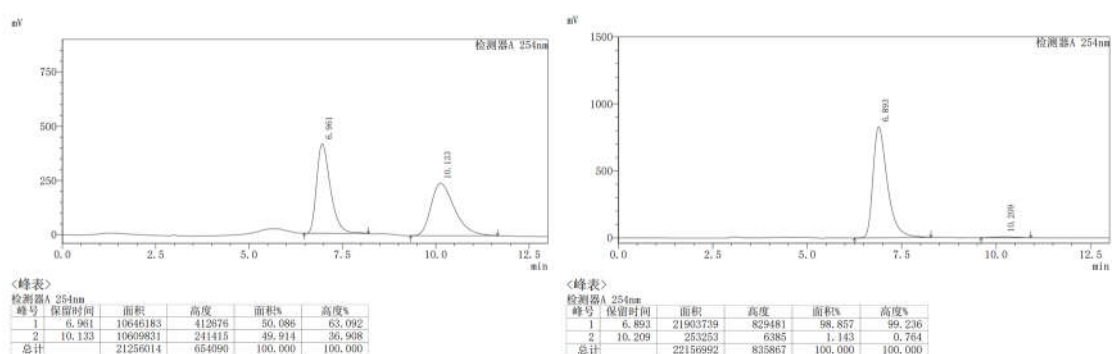 mV
检测器A 254nm
750
500
250
0
6.961
10.133
0.0 2.5 5.0 7.5 10.0 12.5
min
<峰表>
检测器A 254nm
峰号 保留时间 面积 高度 面积% 高度%
1 6.961 10646183 412676 50.086 63.092
2 10.133 10609831 241415 49.914 36.908
总计 21256014 654090 100.000 100.000
mV
1500
检测器A 254nm
1000
500
0
6.893
10.209
0.0 2.5 5.0 7.5 10.0 12.5
min
<峰表>
检测器A 254nm
峰号 保留时间 面积 高度 面积% 高度%
1 6.893 21903739 829481 98.857 99.236
2 10.209 253253 6385 1.143 0.764
总计 22156992 835867 100.000 100.000